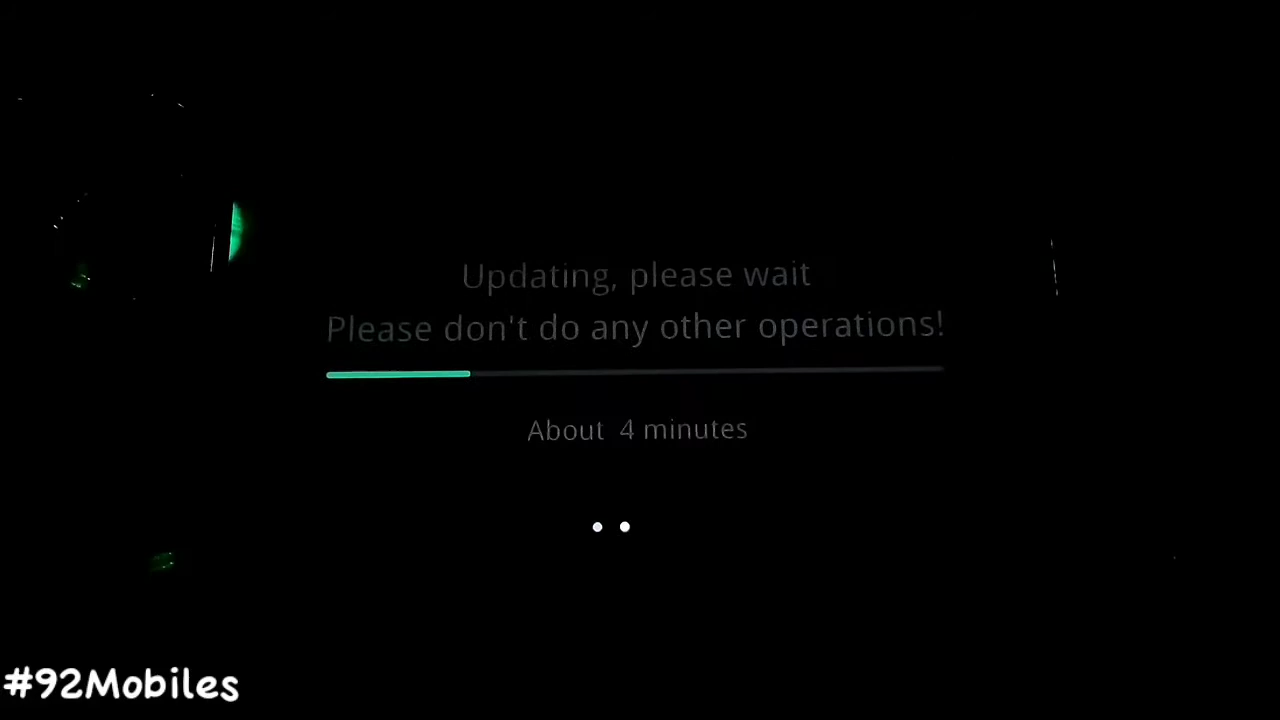 Updating, please wait
Please don't do any other operations!
About 4 minutes
#92Mobiles